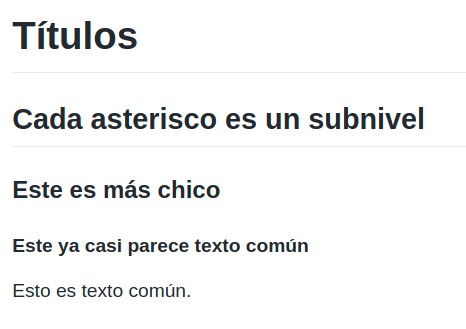 Títulos
Cada asterisco es un subnivel
Este es más chico
Este ya casi parece texto común
Esto es texto común.